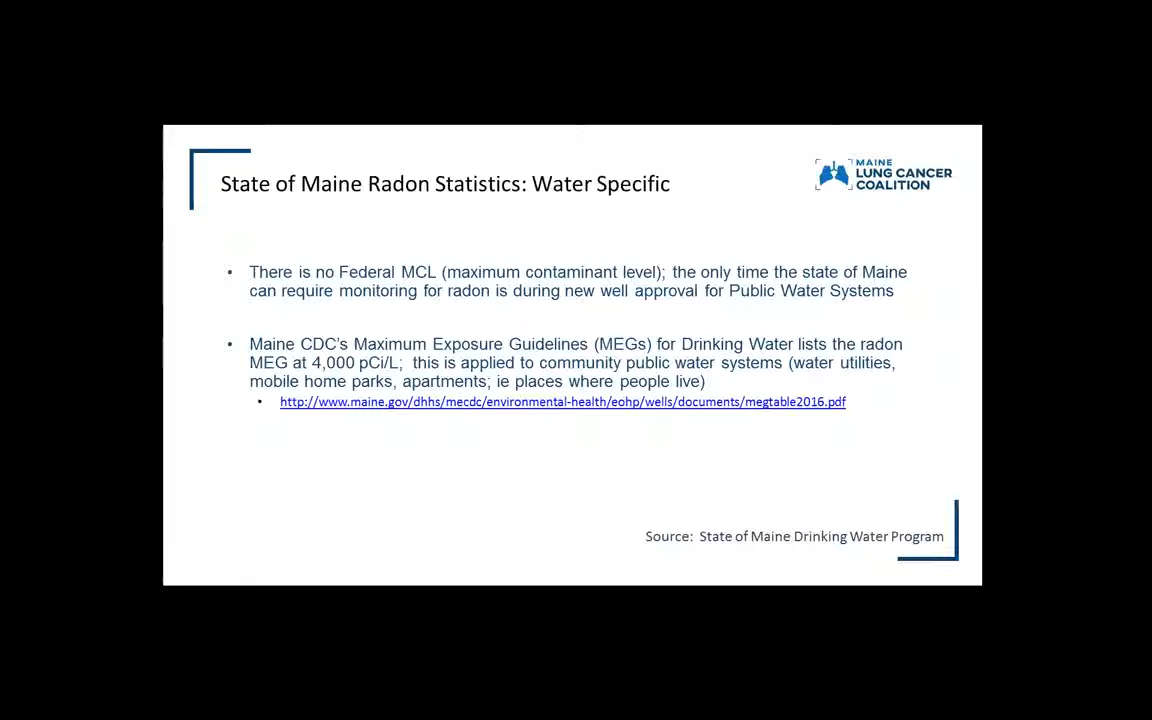 State of Maine Radon Statistics: Water Specific
MAINE
LUNG CANCER
COALITION
• There is no Federal MCL (maximum contaminant level); the only time the state of Maine
can require monitoring for radon is during new well approval for Public Water Systems
• Maine CDC's Maximum Exposure Guidelines (MEGs) for Drinking Water lists the radon
MEG at 4,000 pCi/L; this is applied to community public water systems (water utilities,
mobile home parks, apartments; ie places where people live)
• http://www.maine.gov/dhhs/mecdc/environmental-health/eohp/wells/documents/megtable2016.pdf
Source: State of Maine Drinking Water Program